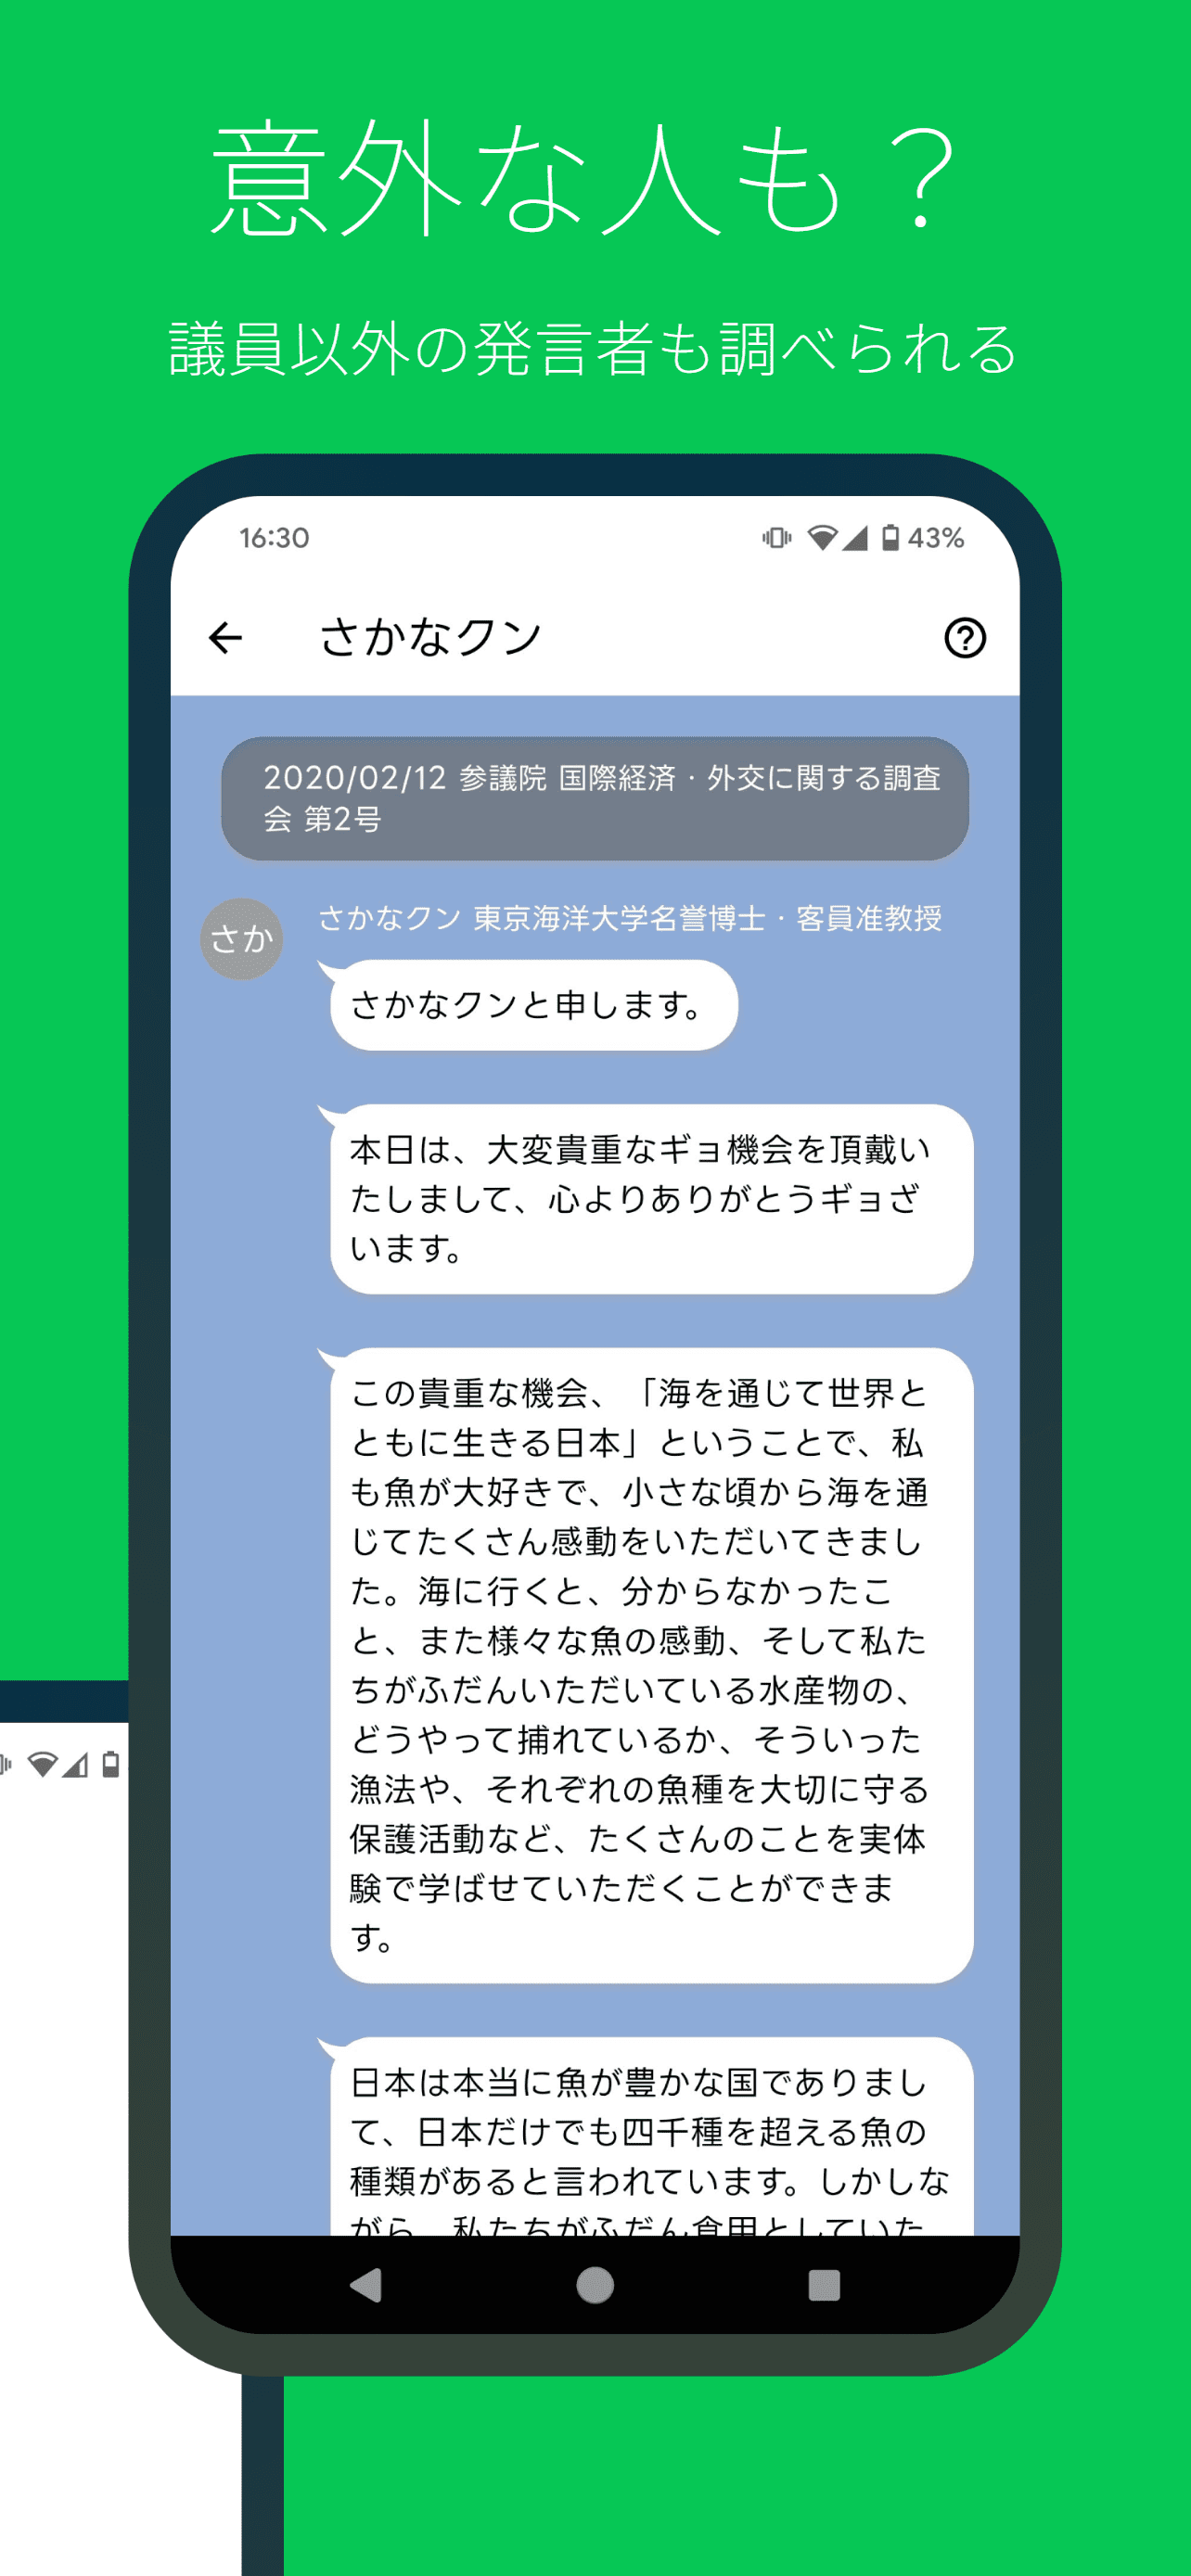 意外な人も？
議員以外の発言者も調べられる
16:30
43%
さかなクン
2020/02/12 参議院 国際経済・外交に関する調査
会 第2号
さか
さかなクン 東京海洋大学名誉博士・客員准教授
さかなクンと申します。
本日は、大変貴重なギョ機会を頂戴い
たしまして、心よりありがとうギョざ
います。
この貴重な機会、「海を通じて世界と
ともに生きる日本」ということで、私
も魚が大好きで、小さな頃から海を通
じてたくさん感動をいただいてきまし
た。海に行くと、分からなかったこ
と、また様々な魚の感動、そして私た
ちがふだんいただいている水産物の、
どうやって捕れているか、そういった
漁法や、それぞれの魚種を大切に守る
保護活動など、たくさんのことを実体
験で学ばせていただくことができま
す。
日本は本当に魚が豊かな国でありまし
て、日本だけでも四千種を超える魚の
種類があると言われています。しかしな
がら、私たちがふだん食用としていた